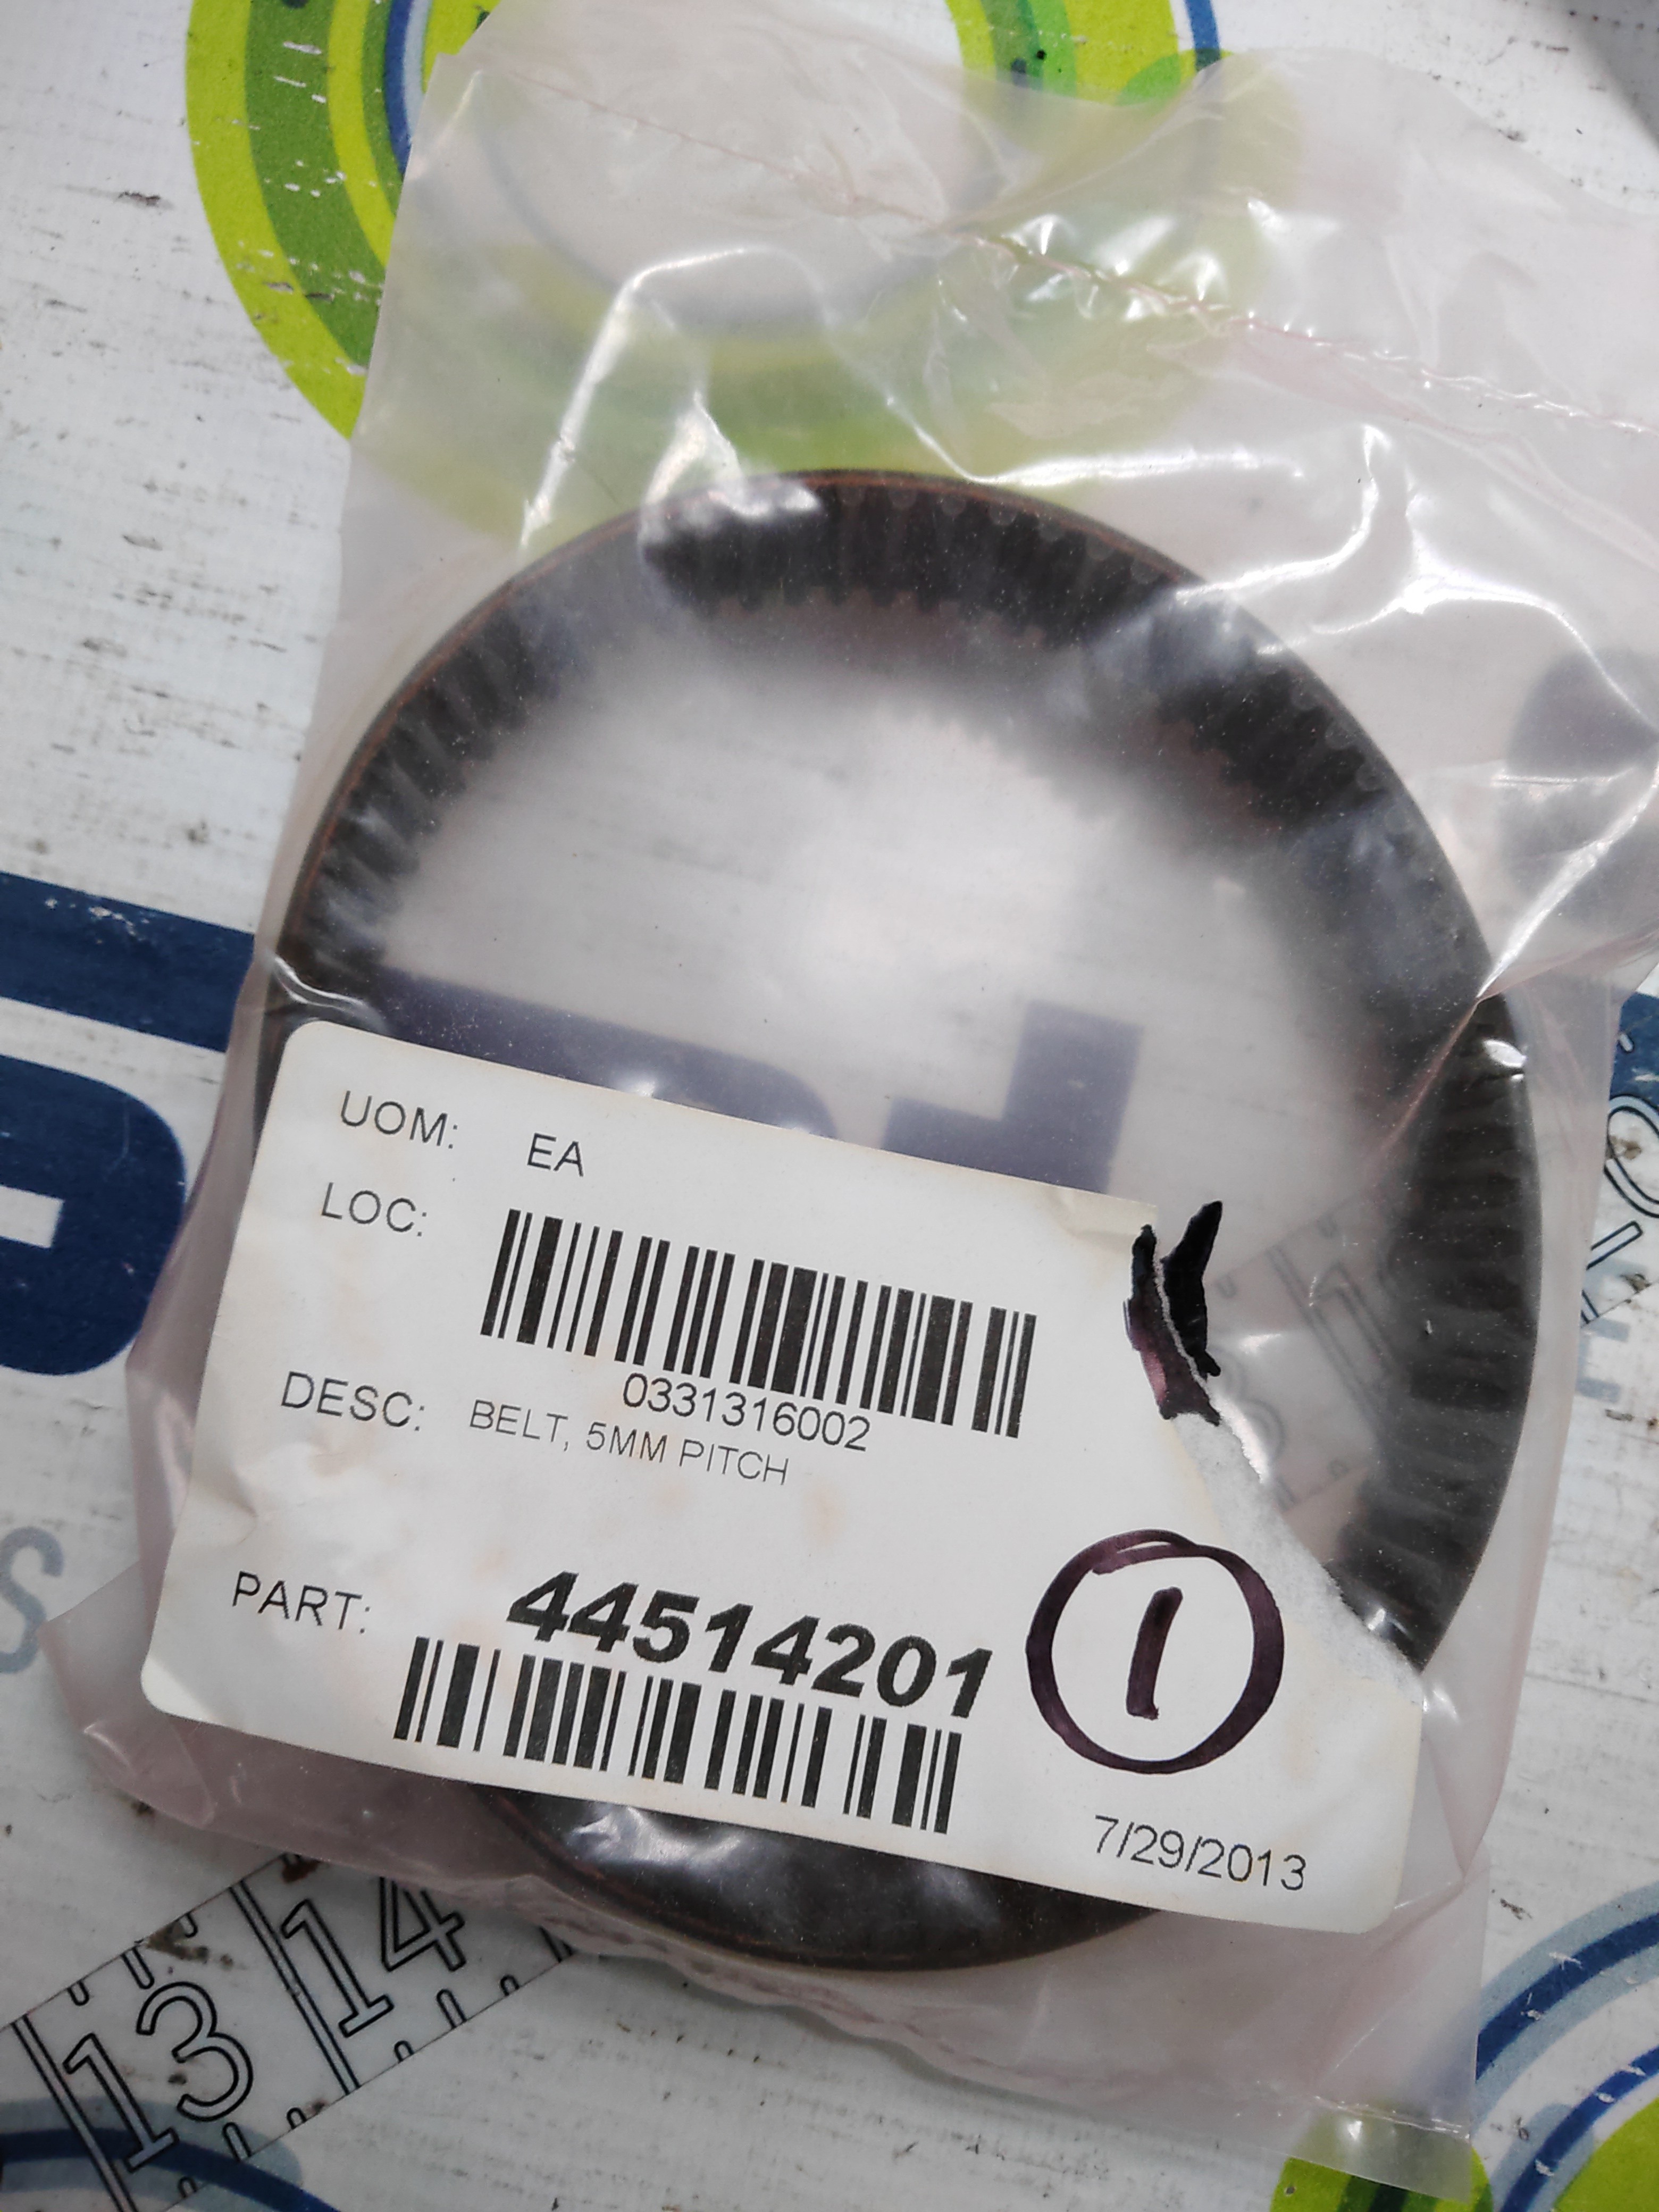 UOM: EA
LOC:
0331316002
DESC: BELT, 5MM PITCH
PART: 44514201
1
7/29/2013
13 14